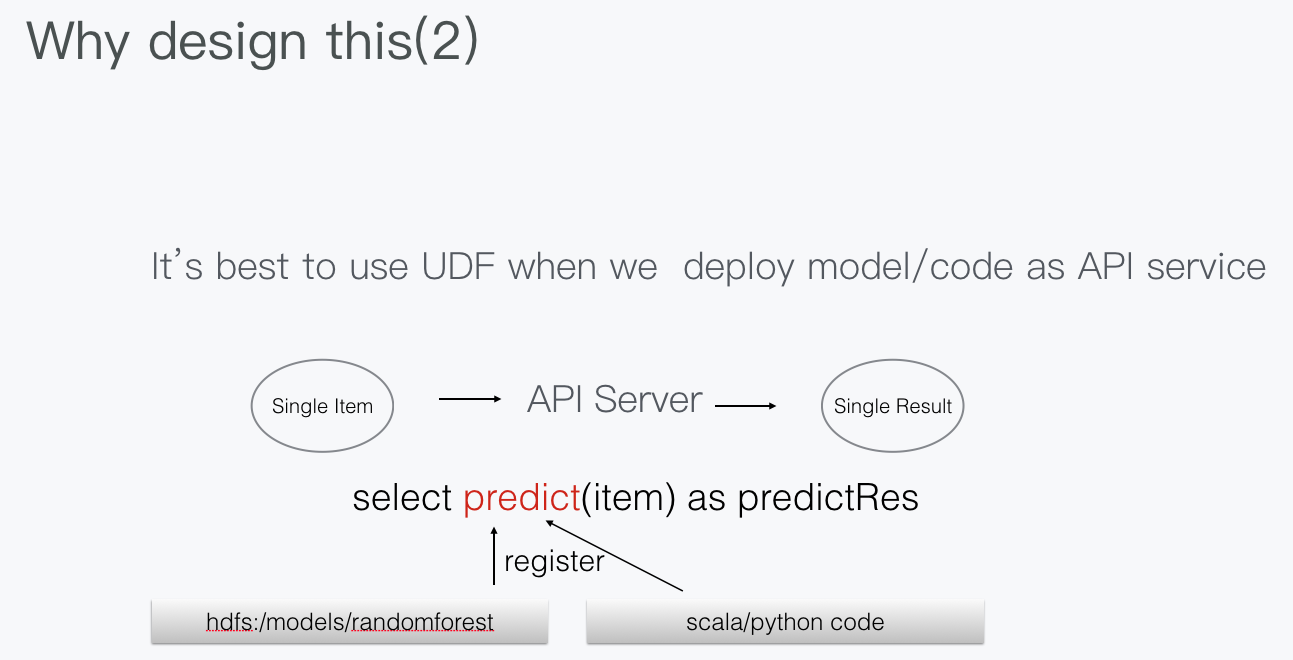 Why design this(2)
It's best to use UDF when we  deploy model/code as API service
Single Item
API Server
Single Result
select predict(item) as predictRes
register
hdfs:/models/randomforest
scala/python code